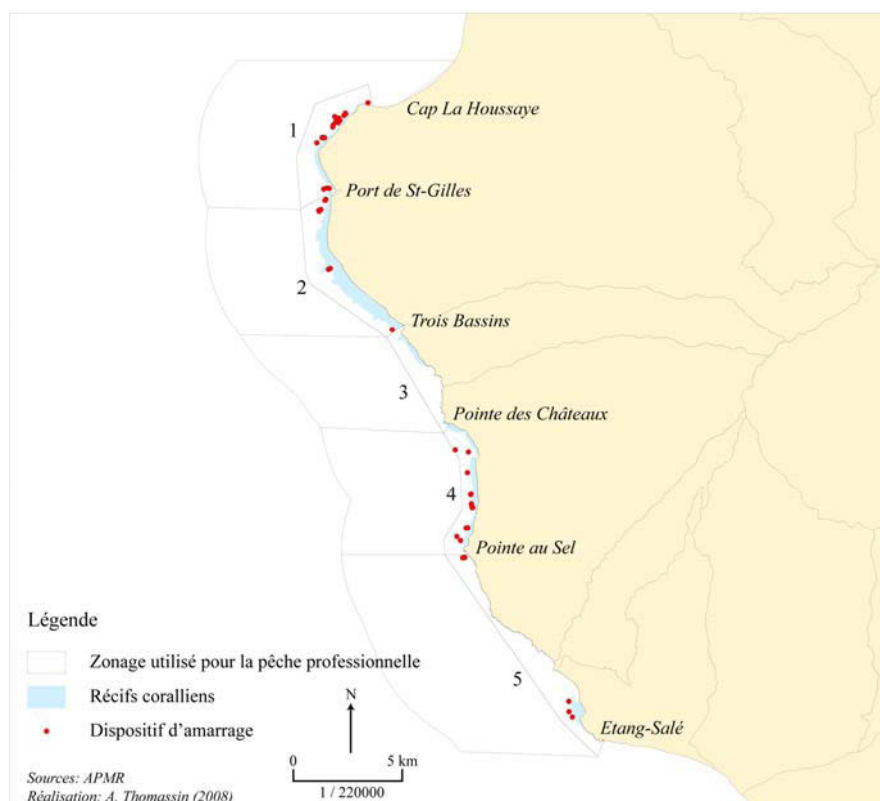 Cap La Houssaye
1
Port de St-Gilles
2
Trois Bassins
3
Pointe des Châteaux
4
Pointe au Sel
5
Etang-Salé
Légende
Zonage utilisé pour la pêche professionnelle
Récifs coralliens
Dispositif d'amarrage
N
0 5 km
1 / 220000
Sources: APMR
Réalisation: A. Thomassin (2008)